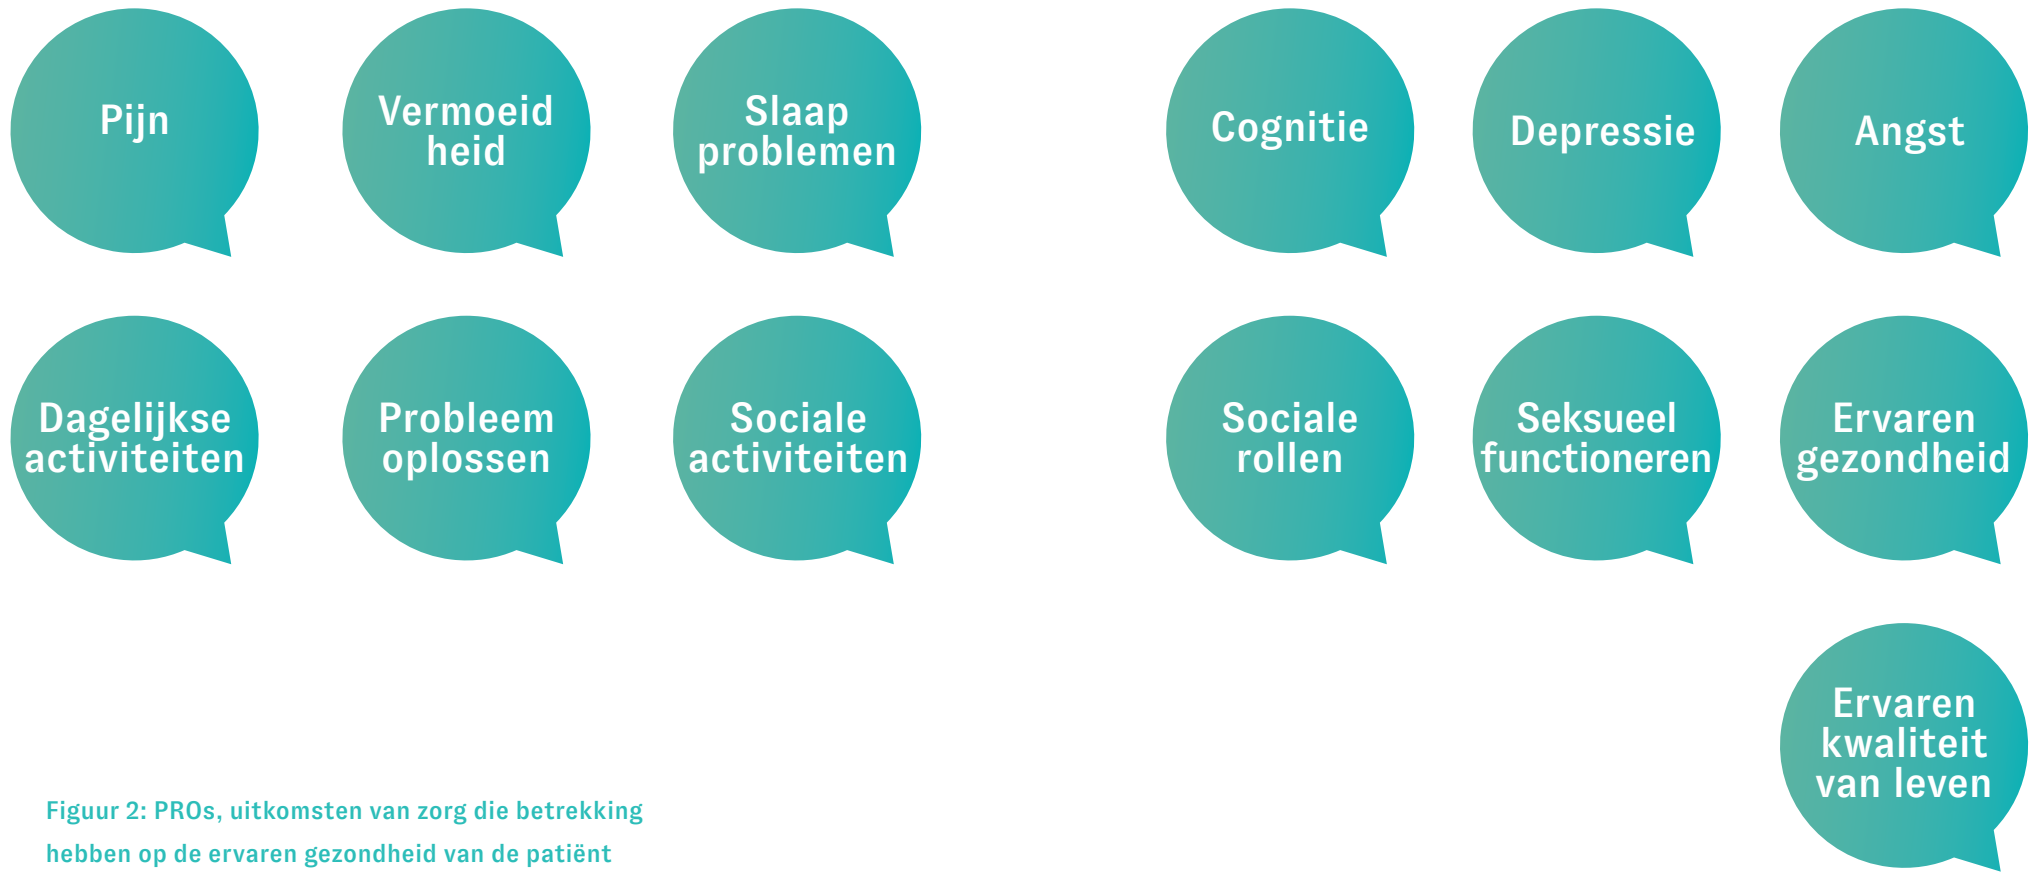 Pijn
Vermoeid
heid
Slaap
problemen
Cognitie
Depressie
Angst
Dagelijkse
activiteiten
Probleem
oplossen
Sociale
activiteiten
Sociale
rollen
Seksueel
functioneren
Ervaren
gezondheid
Ervaren
kwaliteit
van leven
Figuur 2: PROs, uitkomsten van zorg die betrekking
hebben op de ervaren gezondheid van de patiënt